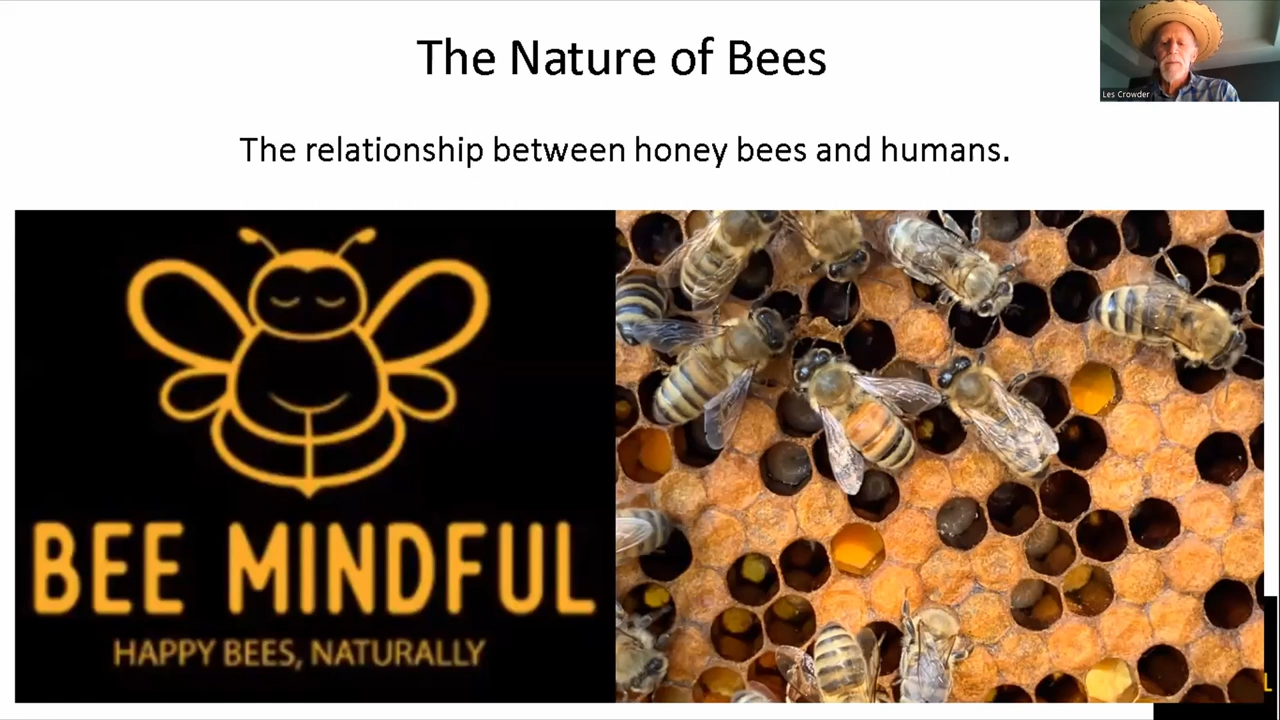 The Nature of Bees
Les Crowder
The relationship between honey bees and humans.
BEE MINDFUL
HAPPY BEES, NATURALLY
L